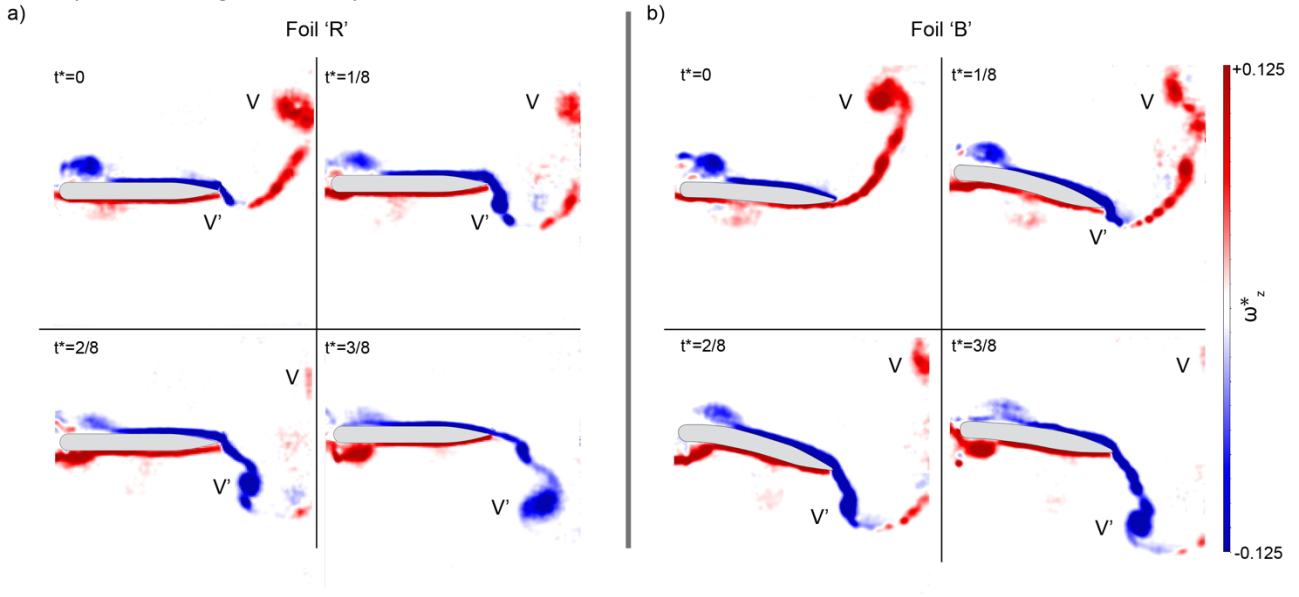 a)
Foil ‘R’
t*=0
V
V’
t*=1/8
t*=2/8
V
V’
t*=3/8
V’
b)
Foil ‘B’
t*=0
V
t*=1/8
V
V’
t*=2/8
V
V’
t*=3/8
V
V’
+0.125
ω*z
-0.125